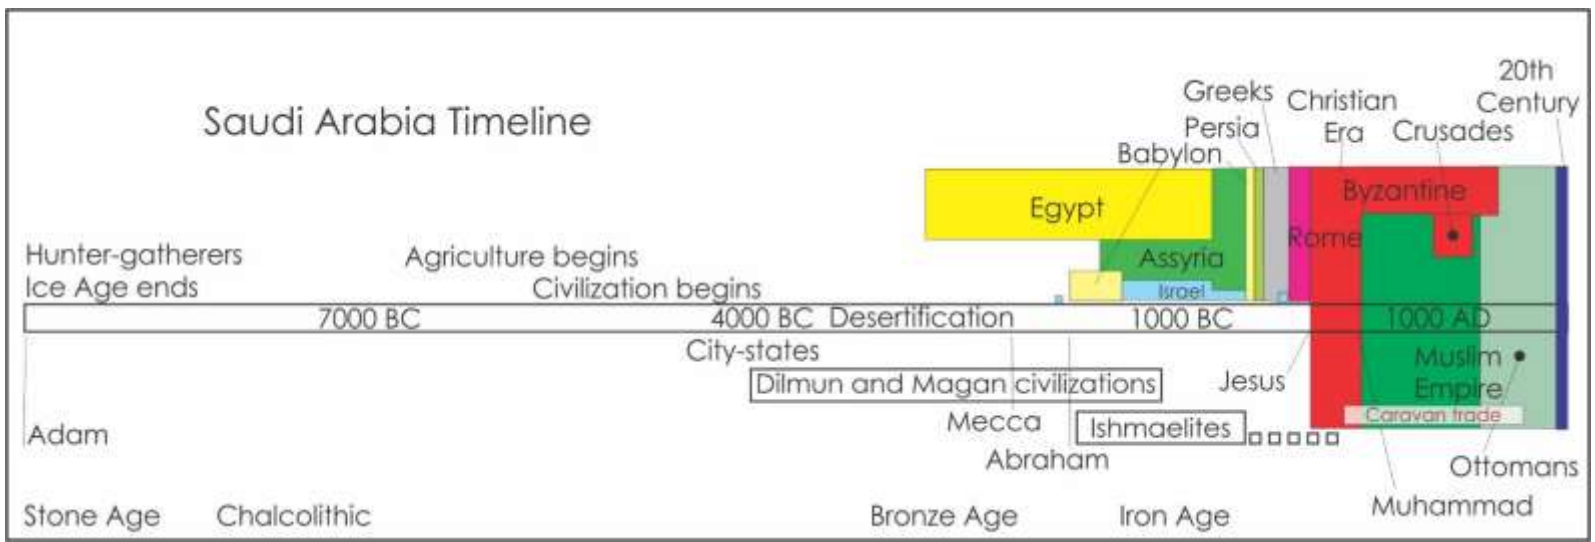 Saudi Arabia Timeline
20th
Century
Greeks
Christian
Era
Crusades
Persia
Babylon
Egypt
Byzantine
Rome
Assyria
Israel
Hunter-gatherers
Ice Age ends
Agriculture begins
Civilization begins
7000 BC
4000 BC
Desertification
1000 BC
1000 AD
City-states
Dilmun and Magan civilizations
Jesus
Muslim
Empire
Caravan trade
Mecca
Ishmaelites
Adam
Abraham
Ottomans
Muhammad
Stone Age
Chalcolithic
Bronze Age
Iron Age